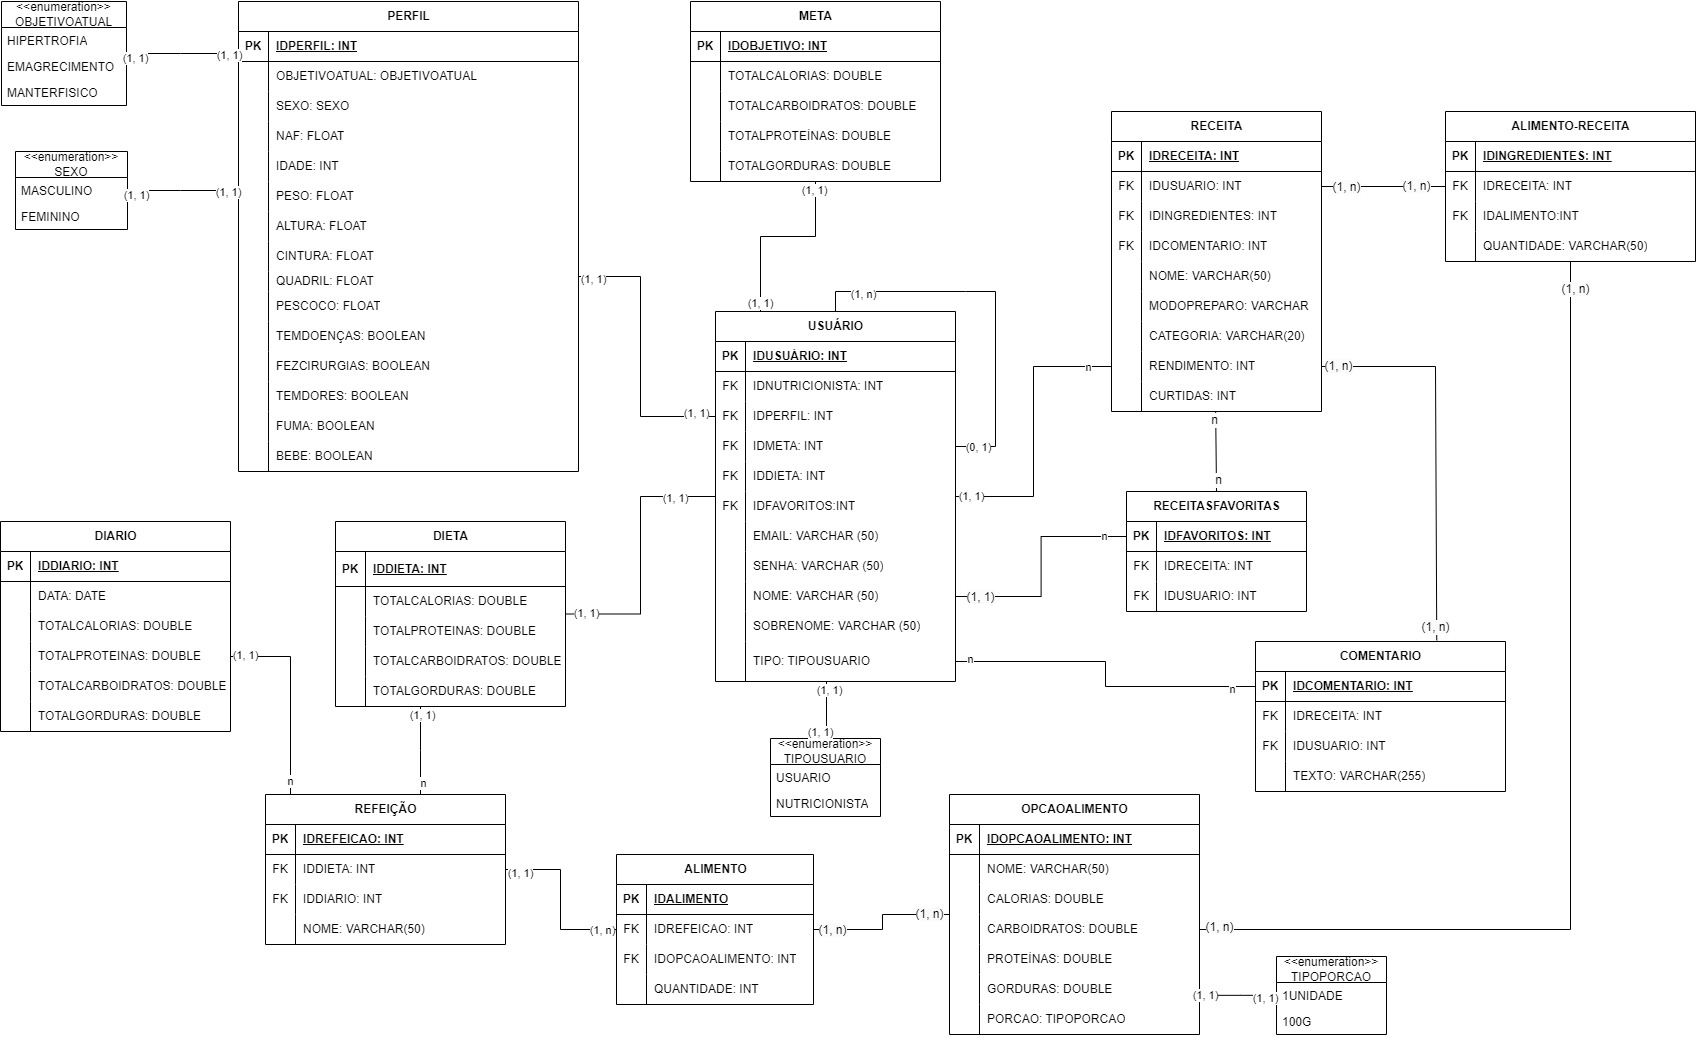 <<enumeration>>
OBJETIVOATUAL
HIPERTROFIA
EMAGRECIMENTO
MANTERFISICO
(1, 1)
(1, 1)
<<enumeration>>
SEXO
MASCULINO
FEMININO
(1, 1)
(1, 1)
PERFIL
PK IDPERFIL: INT
OBJETIVOATUAL: OBJETIVOATUAL
SEXO: SEXO
NAF: FLOAT
IDADE: INT
PESO: FLOAT
ALTURA: FLOAT
CINTURA: FLOAT
QUADRIL: FLOAT
PESCOCO: FLOAT
TEMDOENÇAS: BOOLEAN
FEZCIRURGIAS: BOOLEAN
TEMDORES: BOOLEAN
FUMA: BOOLEAN
BEBE: BOOLEAN
(1, 1)
(1, 1)
META
PK IDOBJETIVO: INT
TOTALCALORIAS: DOUBLE
TOTALCARBOIDRATOS: DOUBLE
TOTALPROTEÍNAS: DOUBLE
TOTALGORDURAS: DOUBLE
(1, 1)
(1, 1)
(1, n)
(0, 1)
USUÁRIO
PK IDUSUÁRIO: INT
FK IDNUTRICIONISTA: INT
FK IDPERFIL: INT
FK IDMETA: INT
FK IDDIETA: INT
FK IDFAVORITOS:INT
EMAIL: VARCHAR (50)
SENHA: VARCHAR (50)
NOME: VARCHAR (50)
SOBRENOME: VARCHAR (50)
TIPO: TIPOUSUARIO
(1, 1)
(1, 1)
<<enumeration>>
TIPOUSUARIO
USUARIO
NUTRICIONISTA
RECEITA
PK IDRECEITA: INT
FK IDUSUARIO: INT
FK IDINGREDIENTES: INT
FK IDCOMENTARIO: INT
NOME: VARCHAR(50)
MODOPREPARO: VARCHAR
CATEGORIA: VARCHAR(20)
RENDIMENTO: INT
CURTIDAS: INT
(1, n)
(1, n)
ALIMENTO-RECEITA
PK IDINGREDIENTES: INT
FK IDRECEITA: INT
FK IDALIMENTO:INT
QUANTIDADE: VARCHAR(50)
(1, n)
(1, n)
n
(1, 1)
n
n
RECEITASFAVORITAS
PK IDFAVORITOS: INT
FK IDRECEITA: INT
FK IDUSUARIO: INT
n
(1, 1)
(1, n)
COMENTARIO
PK IDCOMENTARIO: INT
FK IDRECEITA: INT
FK IDUSUARIO: INT
TEXTO: VARCHAR(255)
n
n
DIARIO
PK IDDIARIO: INT
DATA: DATE
TOTALCALORIAS: DOUBLE
TOTALPROTEINAS: DOUBLE
TOTALCARBOIDRATOS: DOUBLE
TOTALGORDURAS: DOUBLE
(1, 1)
n
DIETA
PK IDDIETA: INT
TOTALCALORIAS: DOUBLE
TOTALPROTEINAS: DOUBLE
TOTALCARBOIDRATOS: DOUBLE
TOTALGORDURAS: DOUBLE
(1, 1)
(1, 1)
(1, 1)
n
REFEIÇÃO
PK IDREFEICAO: INT
FK IDDIETA: INT
FK IDDIARIO: INT
NOME: VARCHAR(50)
(1, 1)
(1, n)
ALIMENTO
PK IDALIMENTO
FK IDREFEICAO: INT
FK IDOPCAOALIMENTO: INT
QUANTIDADE: INT
(1, n)
(1, n)
OPCAOALIMENTO
PK IDOPCAOALIMENTO: INT
NOME: VARCHAR(50)
CALORIAS: DOUBLE
CARBOIDRATOS: DOUBLE
PROTEÍNAS: DOUBLE
GORDURAS: DOUBLE
PORCAO: TIPOPORCAO
(1, n)
(1, 1)
(1, 1)
<<enumeration>>
TIPOPORCAO
1UNIDADE
100G